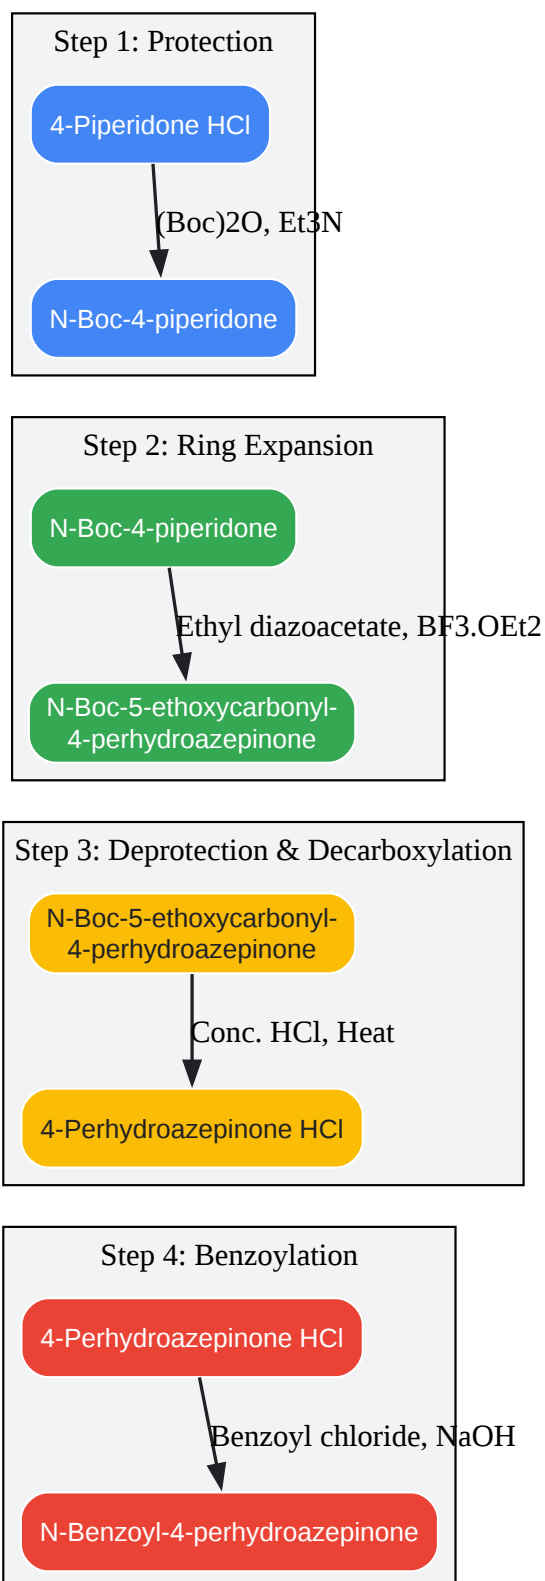 Step 1: Protection
4-Piperidone HCl
(Boc)2O, Et3N
N-Boc-4-piperidone
Step 2: Ring Expansion
N-Boc-4-piperidone
Ethyl diazoacetate, BF3.OEt2
N-Boc-5-ethoxycarbonyl-
4-perhydroazepinone
Step 3: Deprotection & Decarboxylation
N-Boc-5-ethoxycarbonyl-
4-perhydroazepinone
Conc. HCl, Heat
4-Perhydroazepinone HCl
Step 4: Benzoylation
4-Perhydroazepinone HCl
Benzoyl chloride, NaOH
N-Benzoyl-4-perhydroazepinone